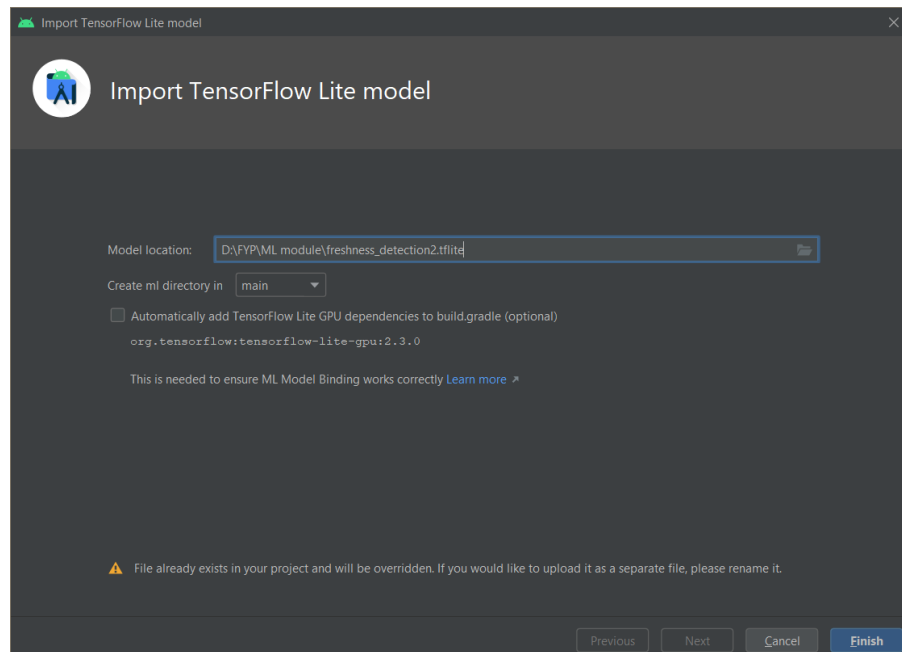 Import TensorFlow Lite model
Import TensorFlow Lite model
Model location: D:\FYP\ML module\freshness_detection2.tflite
Create ml directory in main
Automatically add TensorFlow Lite GPU dependencies to build.gradle (optional)
org.tensorflow:tensorflow-lite-gpu:2.3.0
This is needed to ensure ML Model Binding works correctly Learn more
File already exists in your project and will be overridden. If you would like to upload it as a separate file, please rename it.
Previous Next Cancel Finish